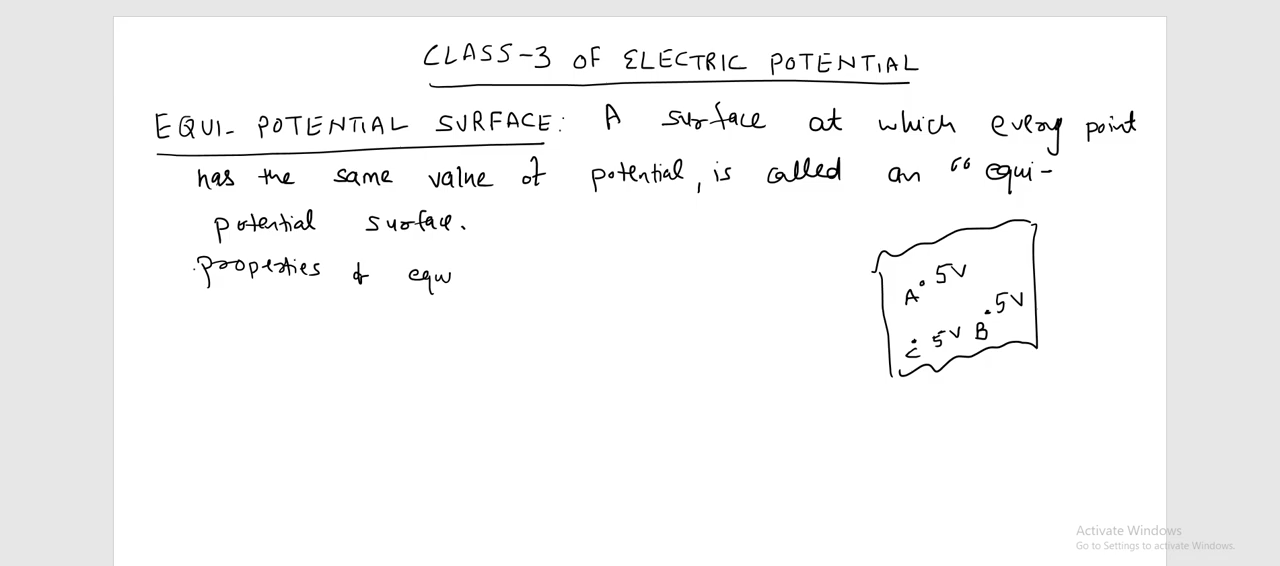 CLASS-3 OF ELECTRIC POTENTIAL
EQUI- POTENTIAL SURFACE: A surface at which every point
has the same value of potential, is called an “ equi-
potential surface.
properties of equ
A 5V
5V
B
C 5V
Activate Windows
Go to Settings to activate Windows.